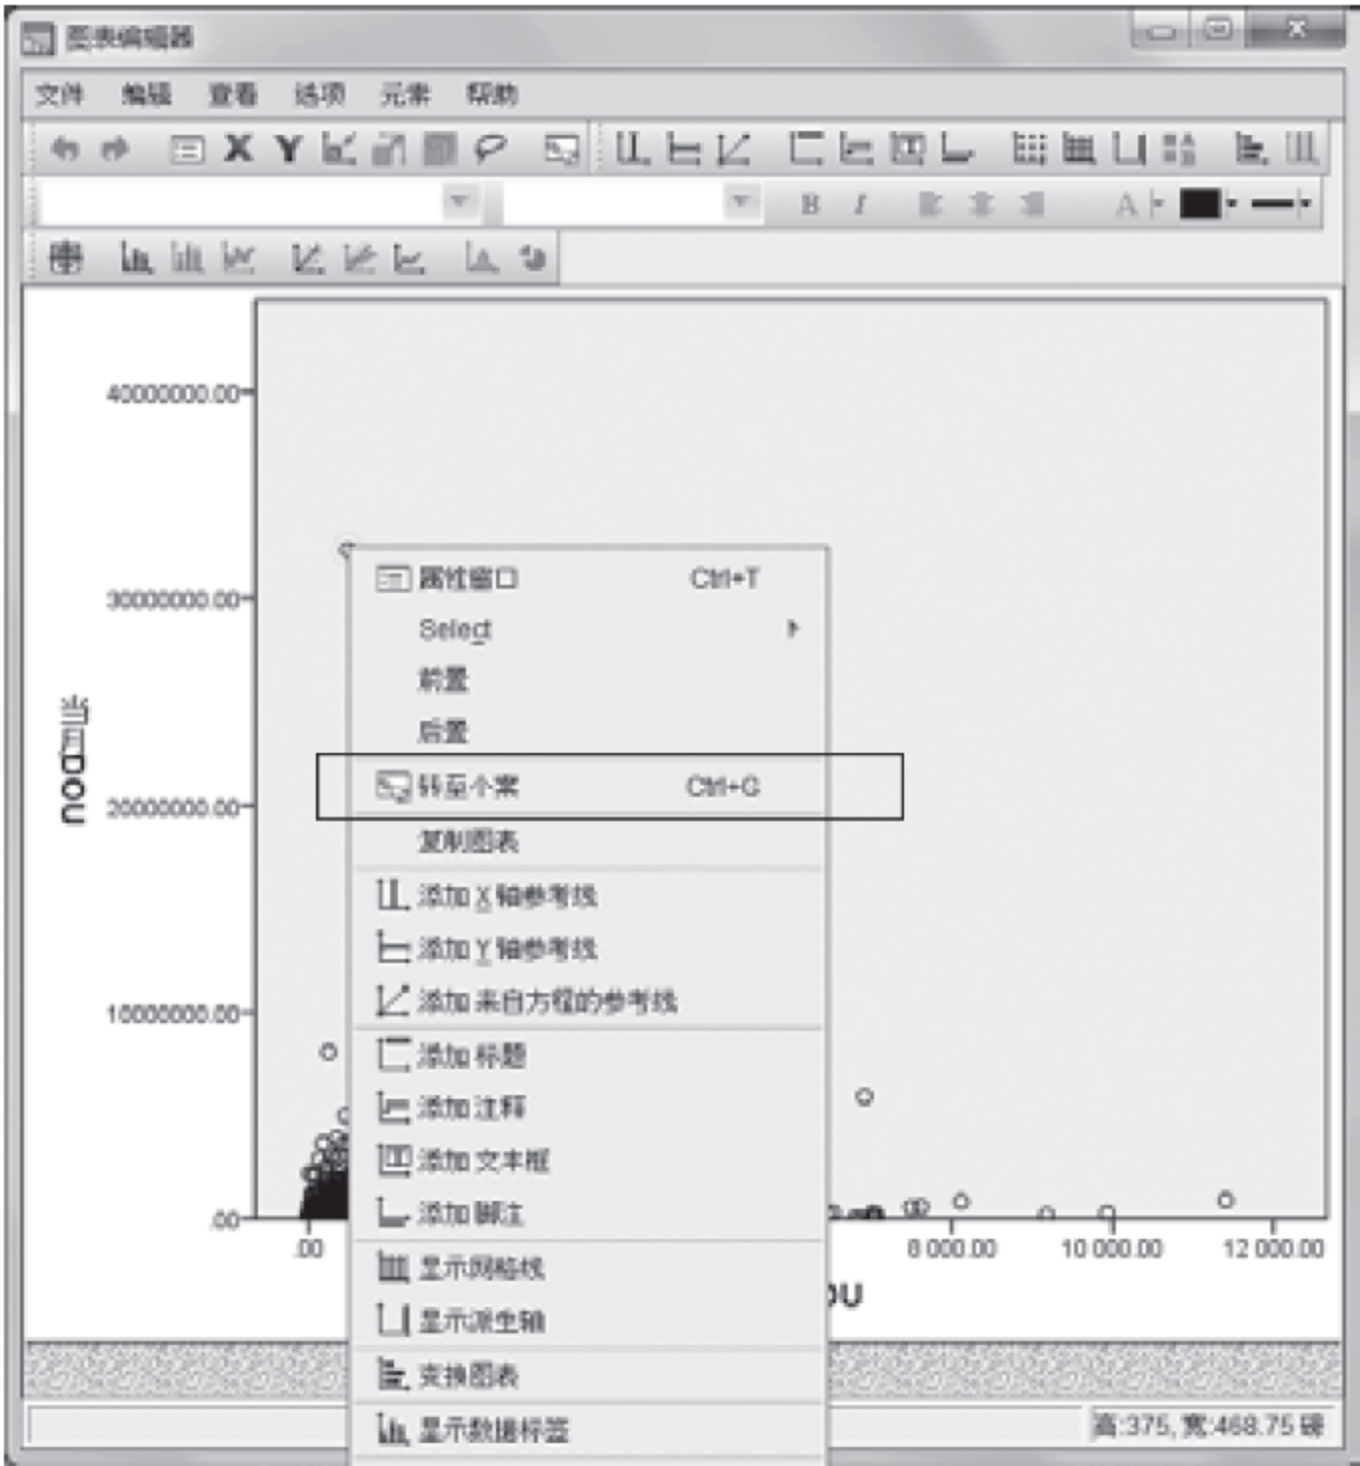 图表编辑器
文件 编辑 查看 选项 元素 帮助
B I A
40000000.00
30000000.00
20000000.00
10000000.00
.00
当日DOU
属性窗口 Ctrl+T
Select
前置
后置
转至个案 Ctrl+G
复制图表
添加 X 轴参考线
添加 Y 轴参考线
添加 来自方程的参考线
添加 标题
添加 注释
添加 文本框
添加 脚注
显示网格线
显示派生轴
变换图表
显示数据标签
.00 8 000.00 10 000.00 12 000.00
OU
高:375, 宽:468.75 磅